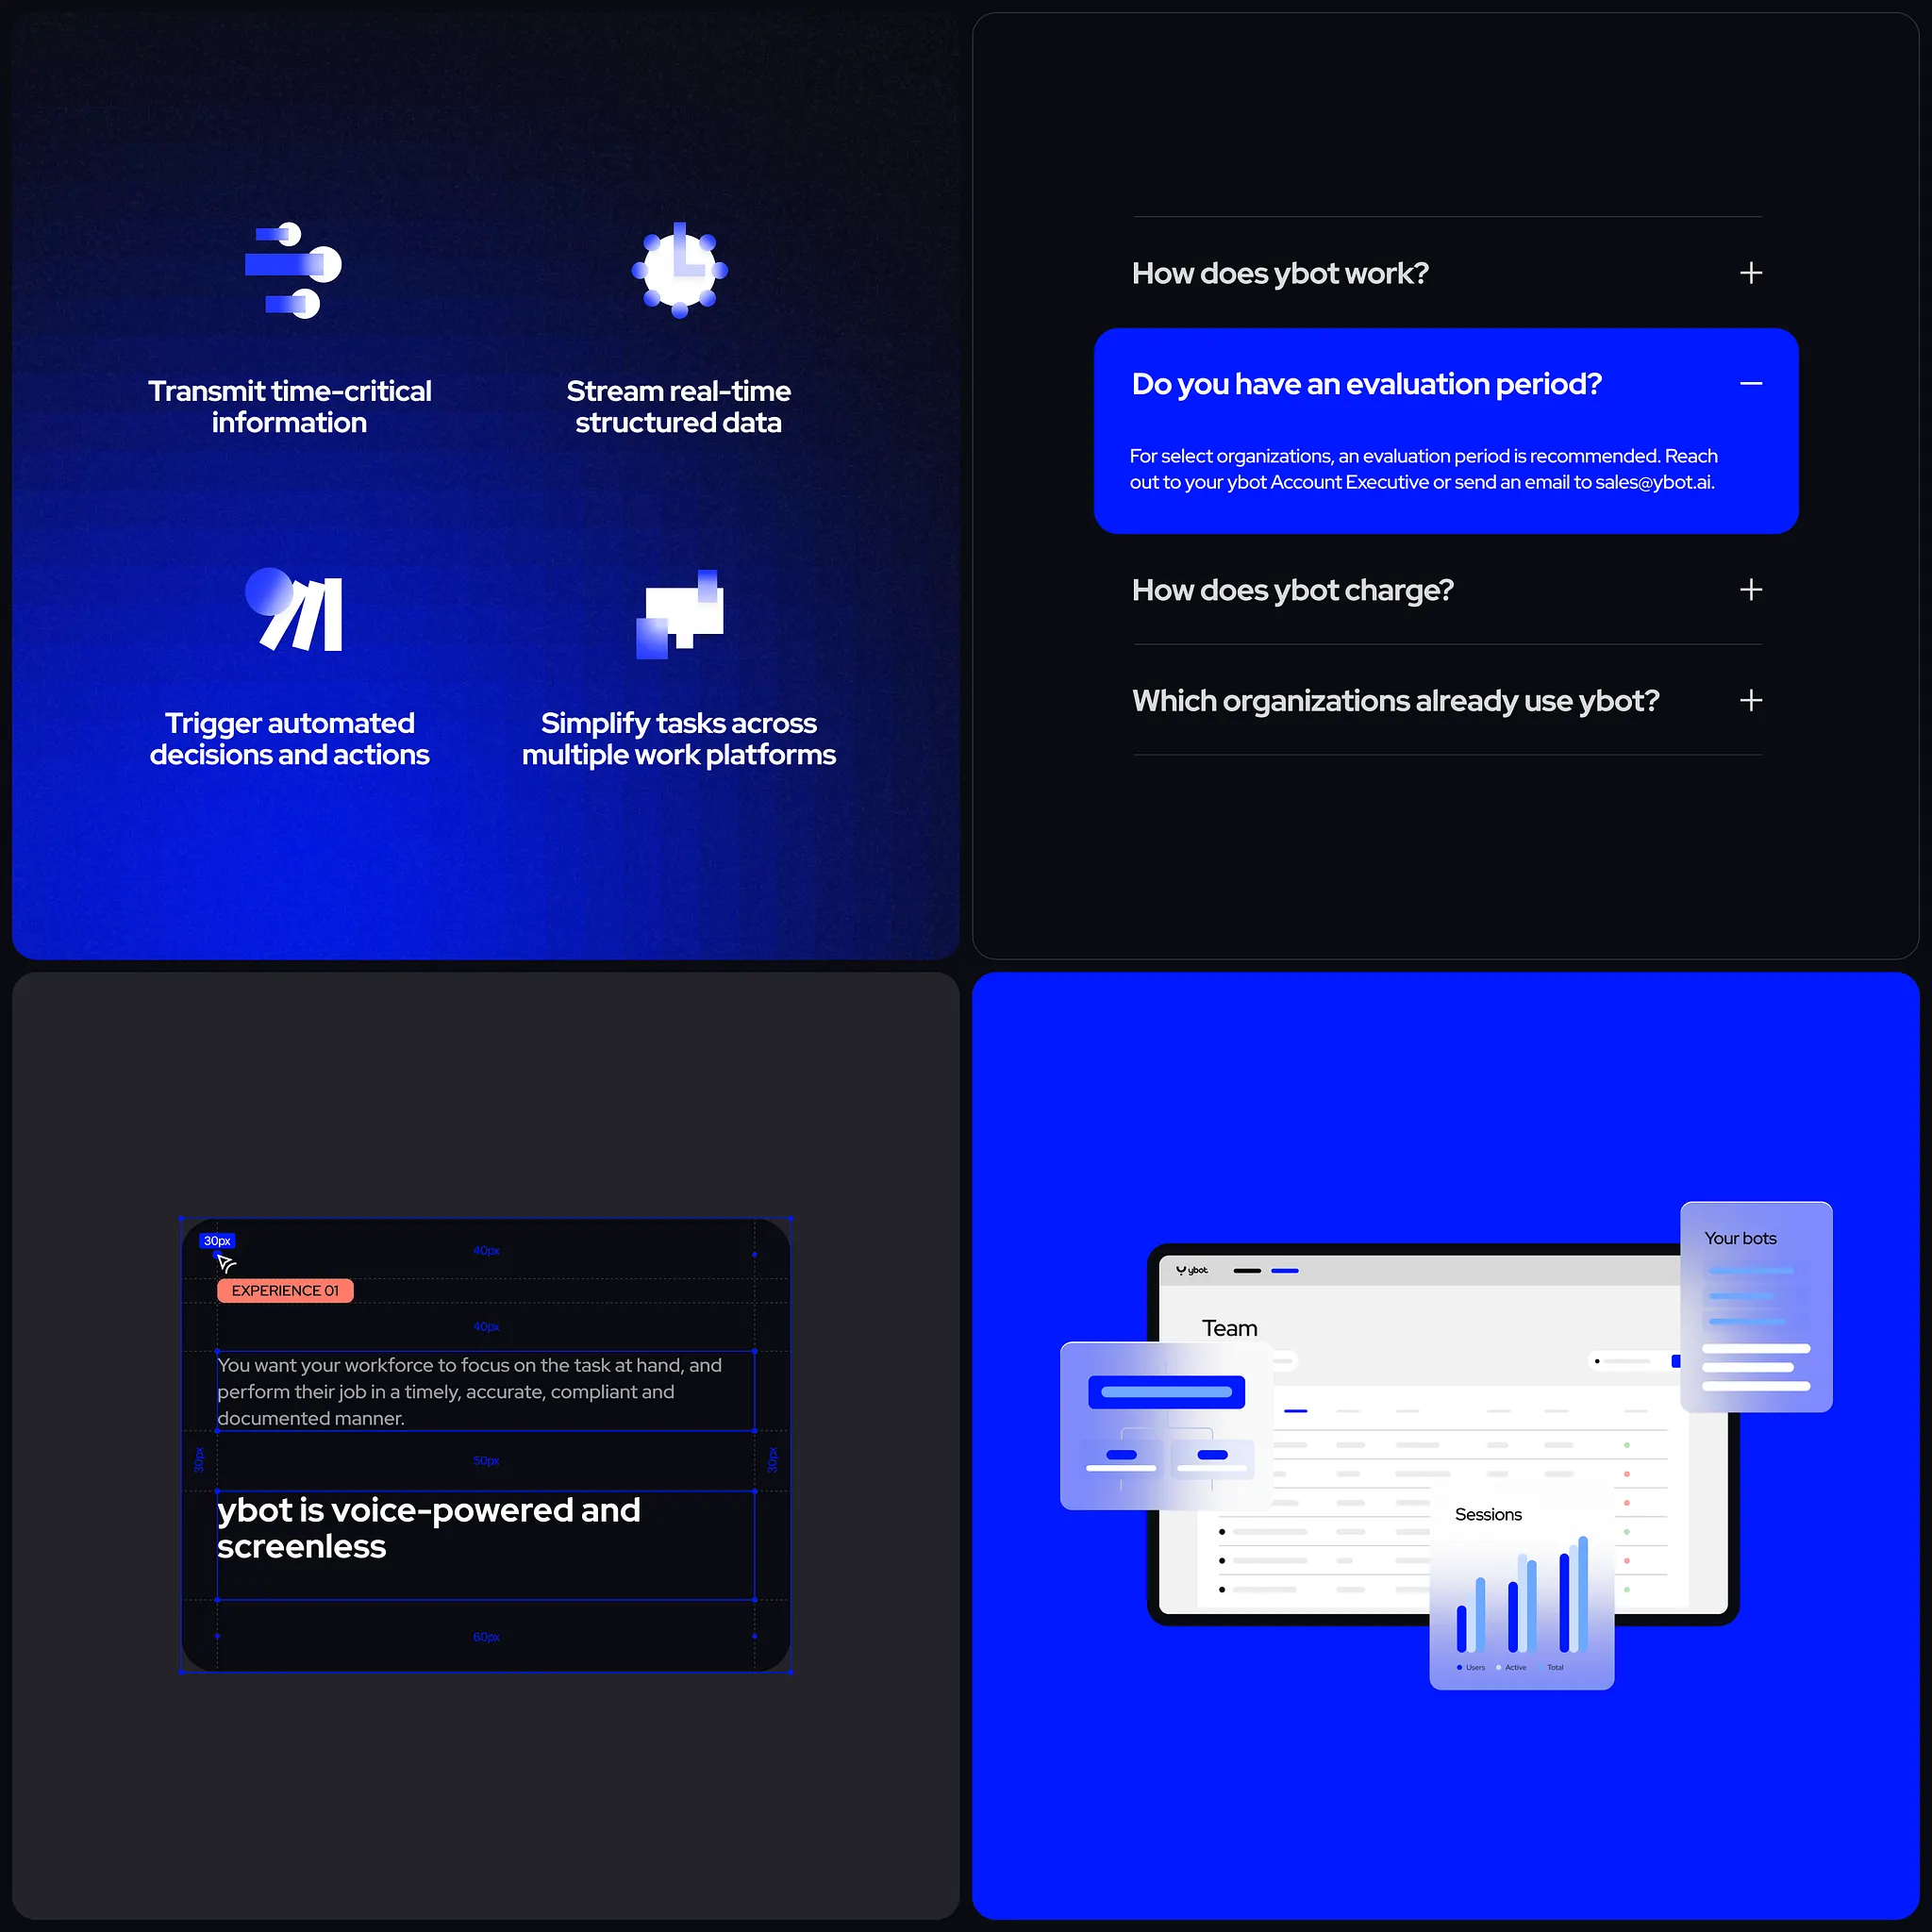 Transmit time-critical
information
Stream real-time
structured data
Trigger automated
decisions and actions
Simplify tasks across
multiple work platforms
How does ybot work?
Do you have an evaluation period?
For select organizations, an evaluation period is recommended. Reach
out to your ybot Account Executive or send an email to sales@ybot.ai.
How does ybot charge?
Which organizations already use ybot?
30px
40px
EXPERIENCE 01
40px
You want your workforce to focus on the task at hand, and
perform their job in a timely, accurate, compliant and
documented manner.
30px
50px
30px
ybot is voice-powered and
screenless
60px
Your bots
ybot
Team
Sessions
Users Active Total